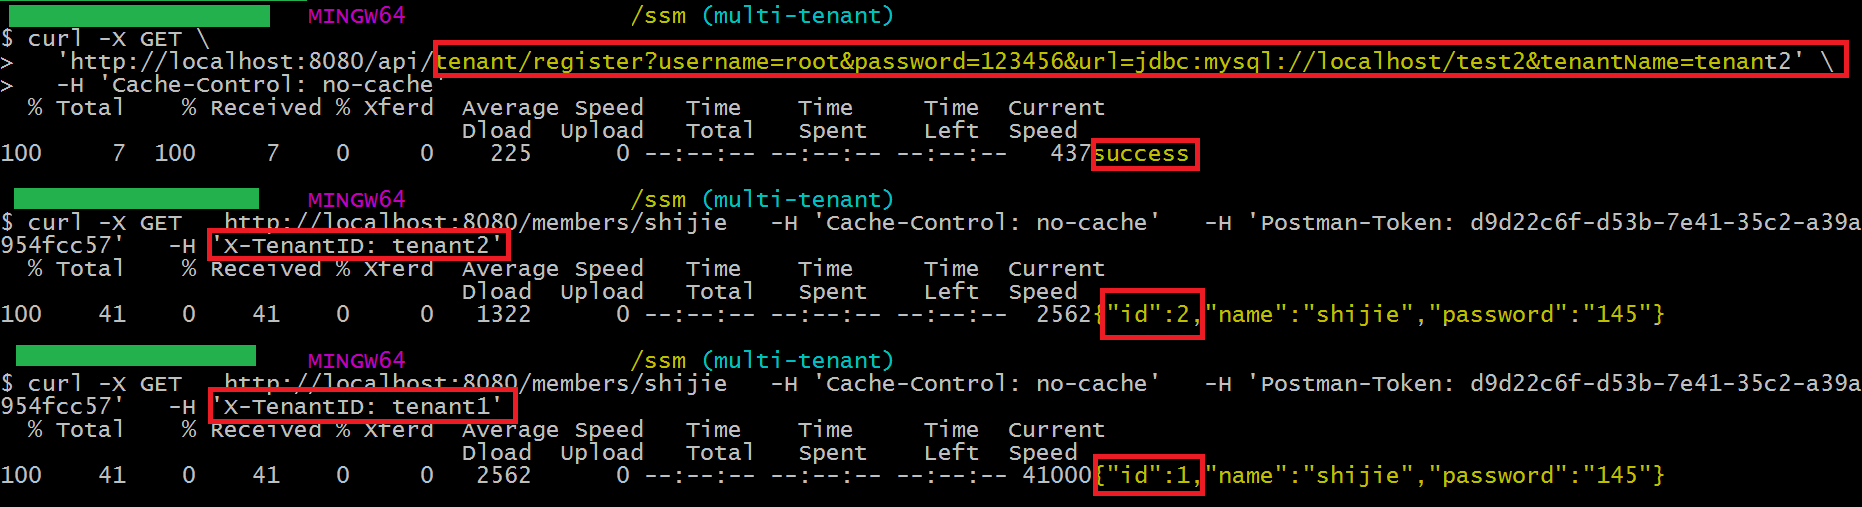 MINGW64 /ssm (multi-tenant)
$ curl -X GET \
>   'http://localhost:8080/api/tenant/register?username=root&password=123456&url=jdbc:mysql://localhost/test2&tenantName=tenant2' \
>   -H 'Cache-Control: no-cache'
% Total % Received % Xferd Average Speed Time Time Time Current
Dload Upload Total Spent Left Speed
100 7 100 7 0 0 225 0 --:--:-- --:--:-- --:--:-- 437success
MINGW64 /ssm (multi-tenant)
$ curl -X GET http://localhost:8080/members/shijie -H 'Cache-Control: no-cache' -H 'Postman-Token: d9d22c6f-d53b-7e41-35c2-a39a
954fcc57' -H 'X-TenantID: tenant2'
% Total % Received % Xferd Average Speed Time Time Time Current
Dload Upload Total Spent Left Speed
100 41 0 41 0 0 1322 0 --:--:-- --:--:-- --:--:-- 2562{"id":2,"name":"shijie","password":"145"}
MINGW64 /ssm (multi-tenant)
$ curl -X GET http://localhost:8080/members/shijie -H 'Cache-Control: no-cache' -H 'Postman-Token: d9d22c6f-d53b-7e41-35c2-a39a
954fcc57' -H 'X-TenantID: tenant1'
% Total % Received % Xferd Average Speed Time Time Time Current
Dload Upload Total Spent Left Speed
100 41 0 41 0 0 2562 0 --:--:-- --:--:-- --:--:-- 41000{"id":1,"name":"shijie","password":"145"}